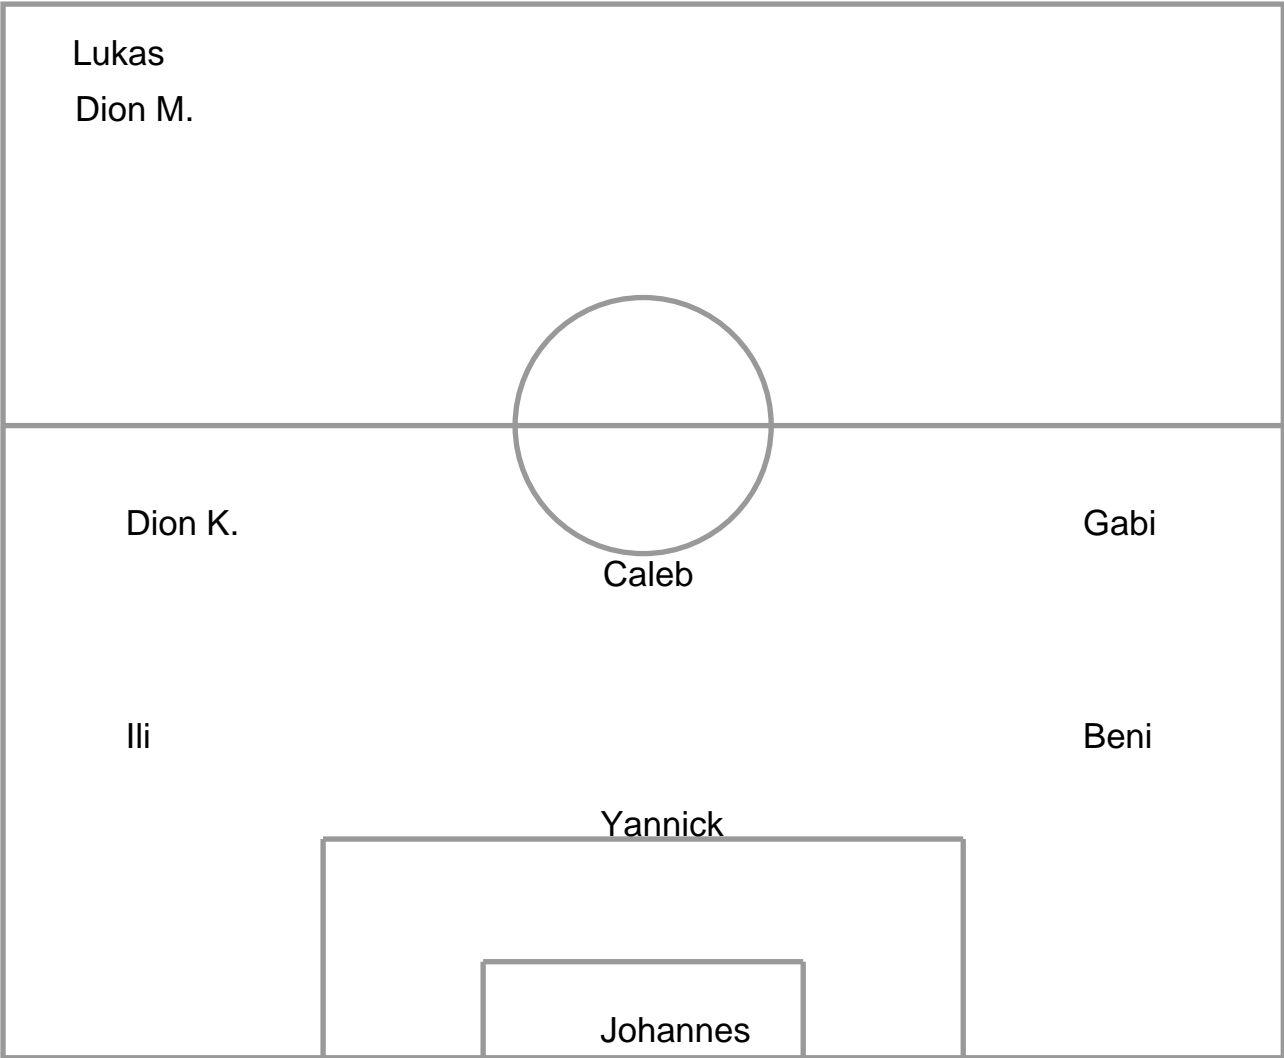 Lukas
Dion M.
Dion K.
Gabi
Caleb
Ili
Beni
Yannick
Johannes